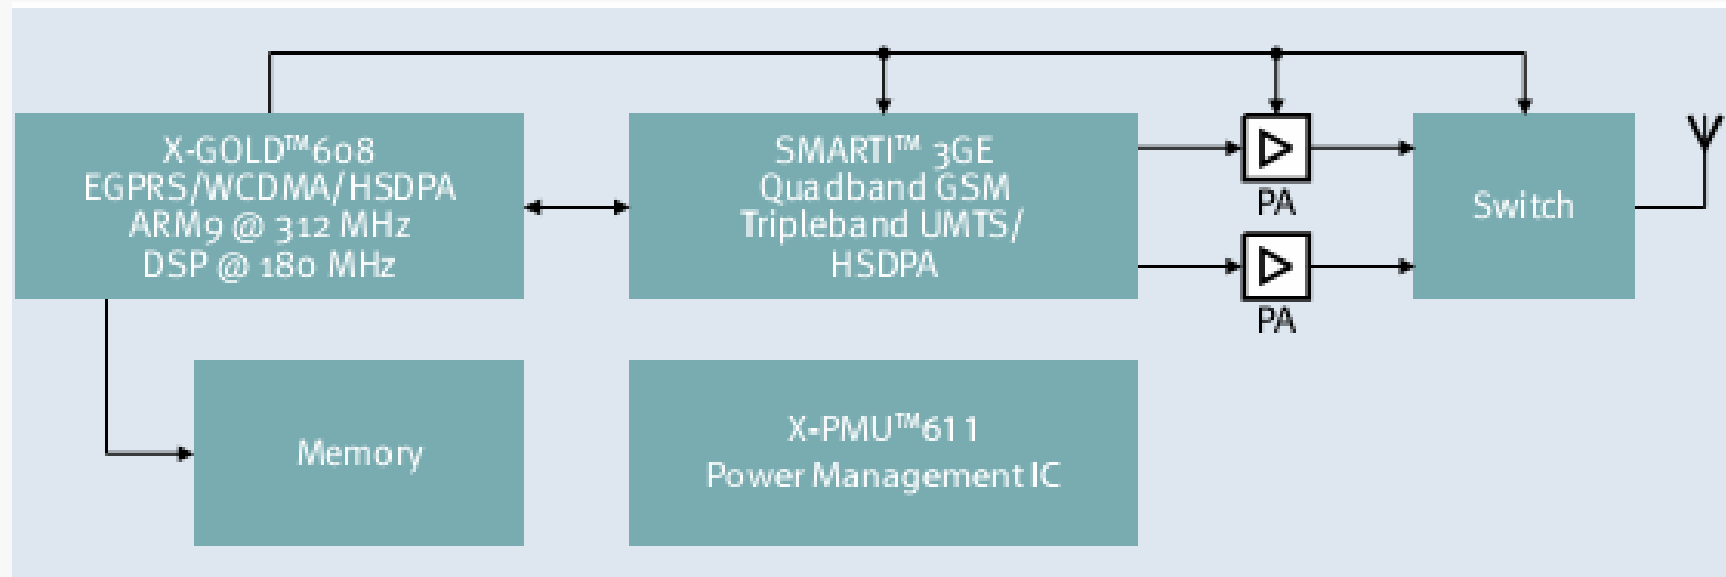 X-GOLD™608
EGPRS/WCDMA/HSDPA
ARM9 @ 312 MHz
DSP @ 180 MHz
SMARTI™ 3GE
Quadband GSM
Tripleband UMTS/
HSDPA
PA
PA
Switch
Memory
X-PMU™611
Power Management IC